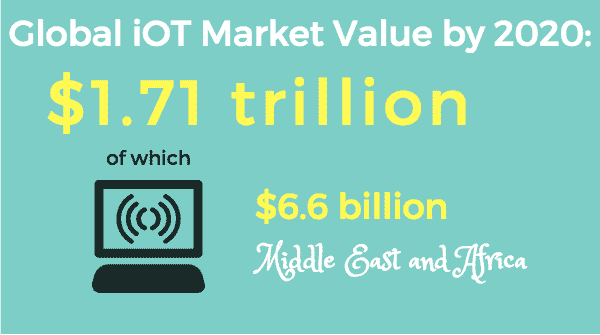 Global iOT Market Value by 2020:
$1.71 trillion
of which
$6.6 billion
Middle East and Africa